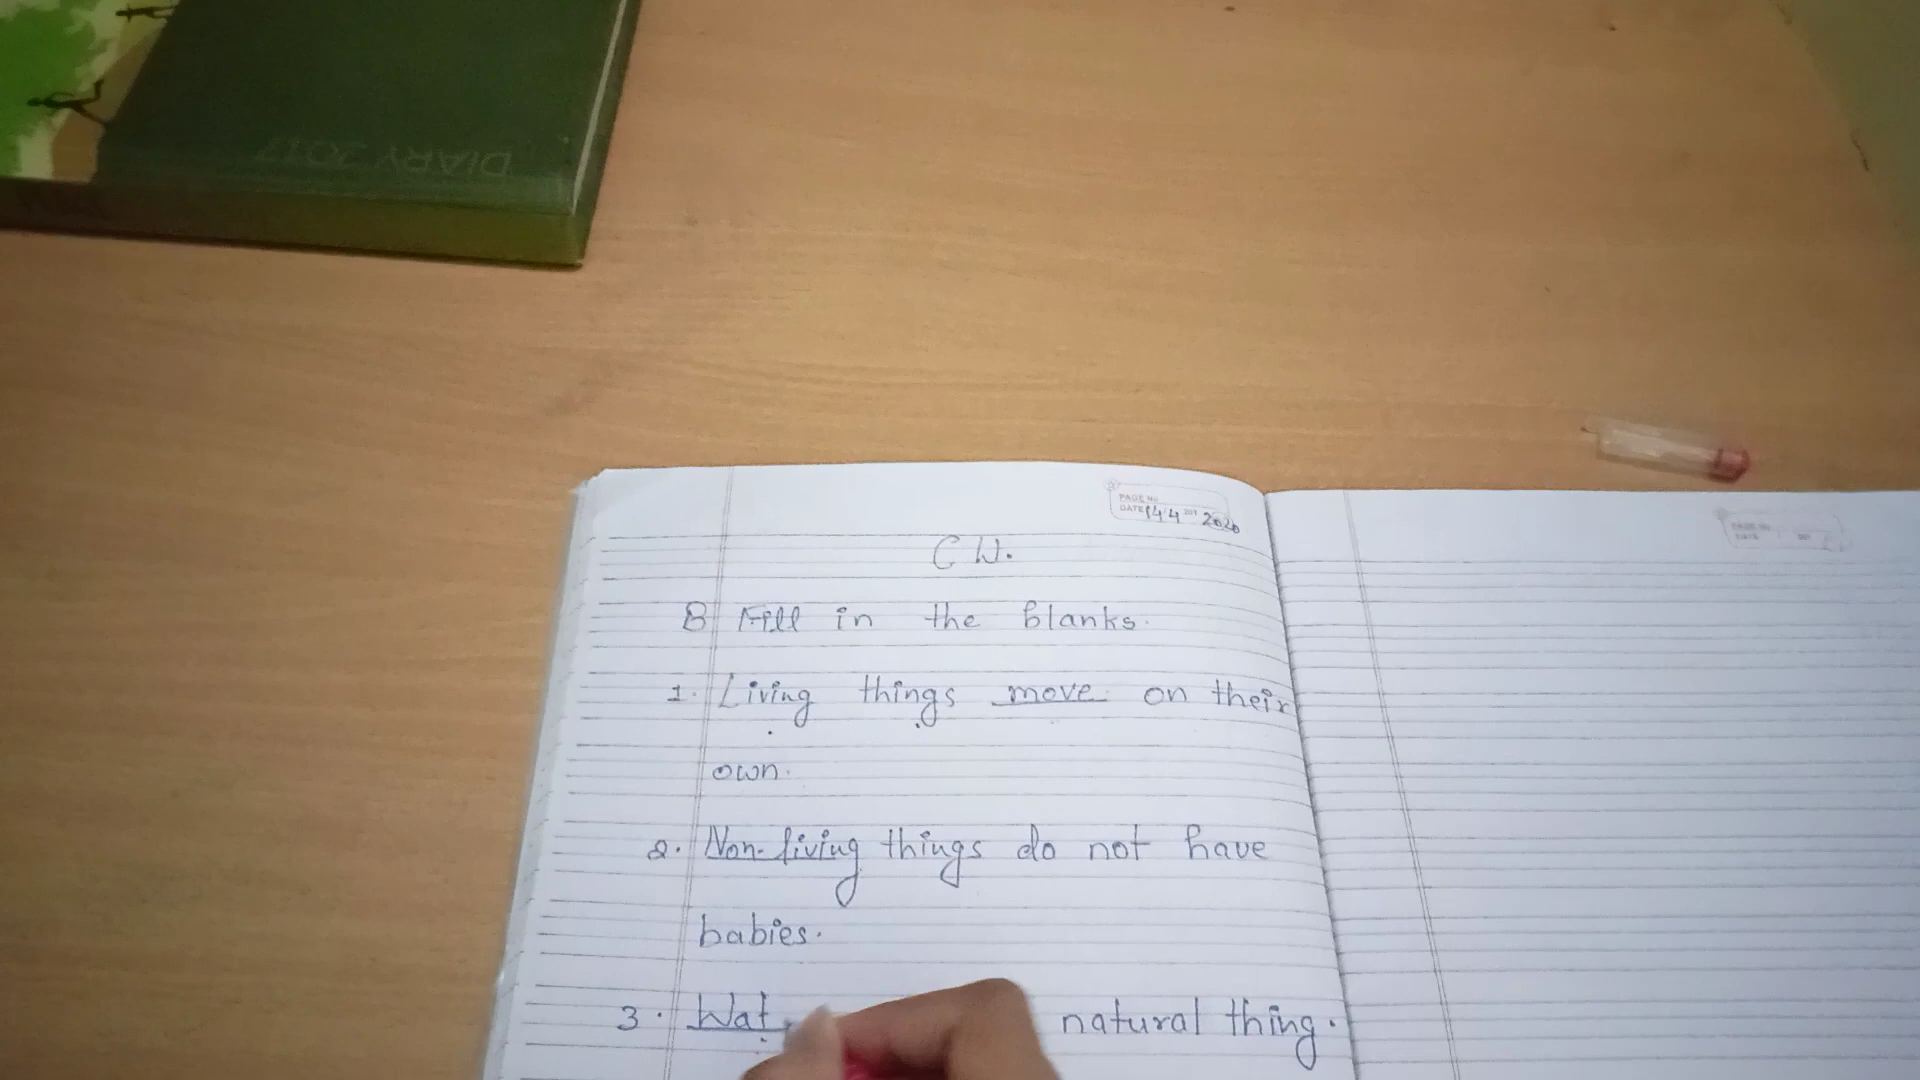 DIARY 2017
PAGE No
DATE 14 4 201 2020
C W.
B Fill in the blanks.
1. Living things move on their
own.
2. Non-living things do not have
babies.
3. Wat natural thing.